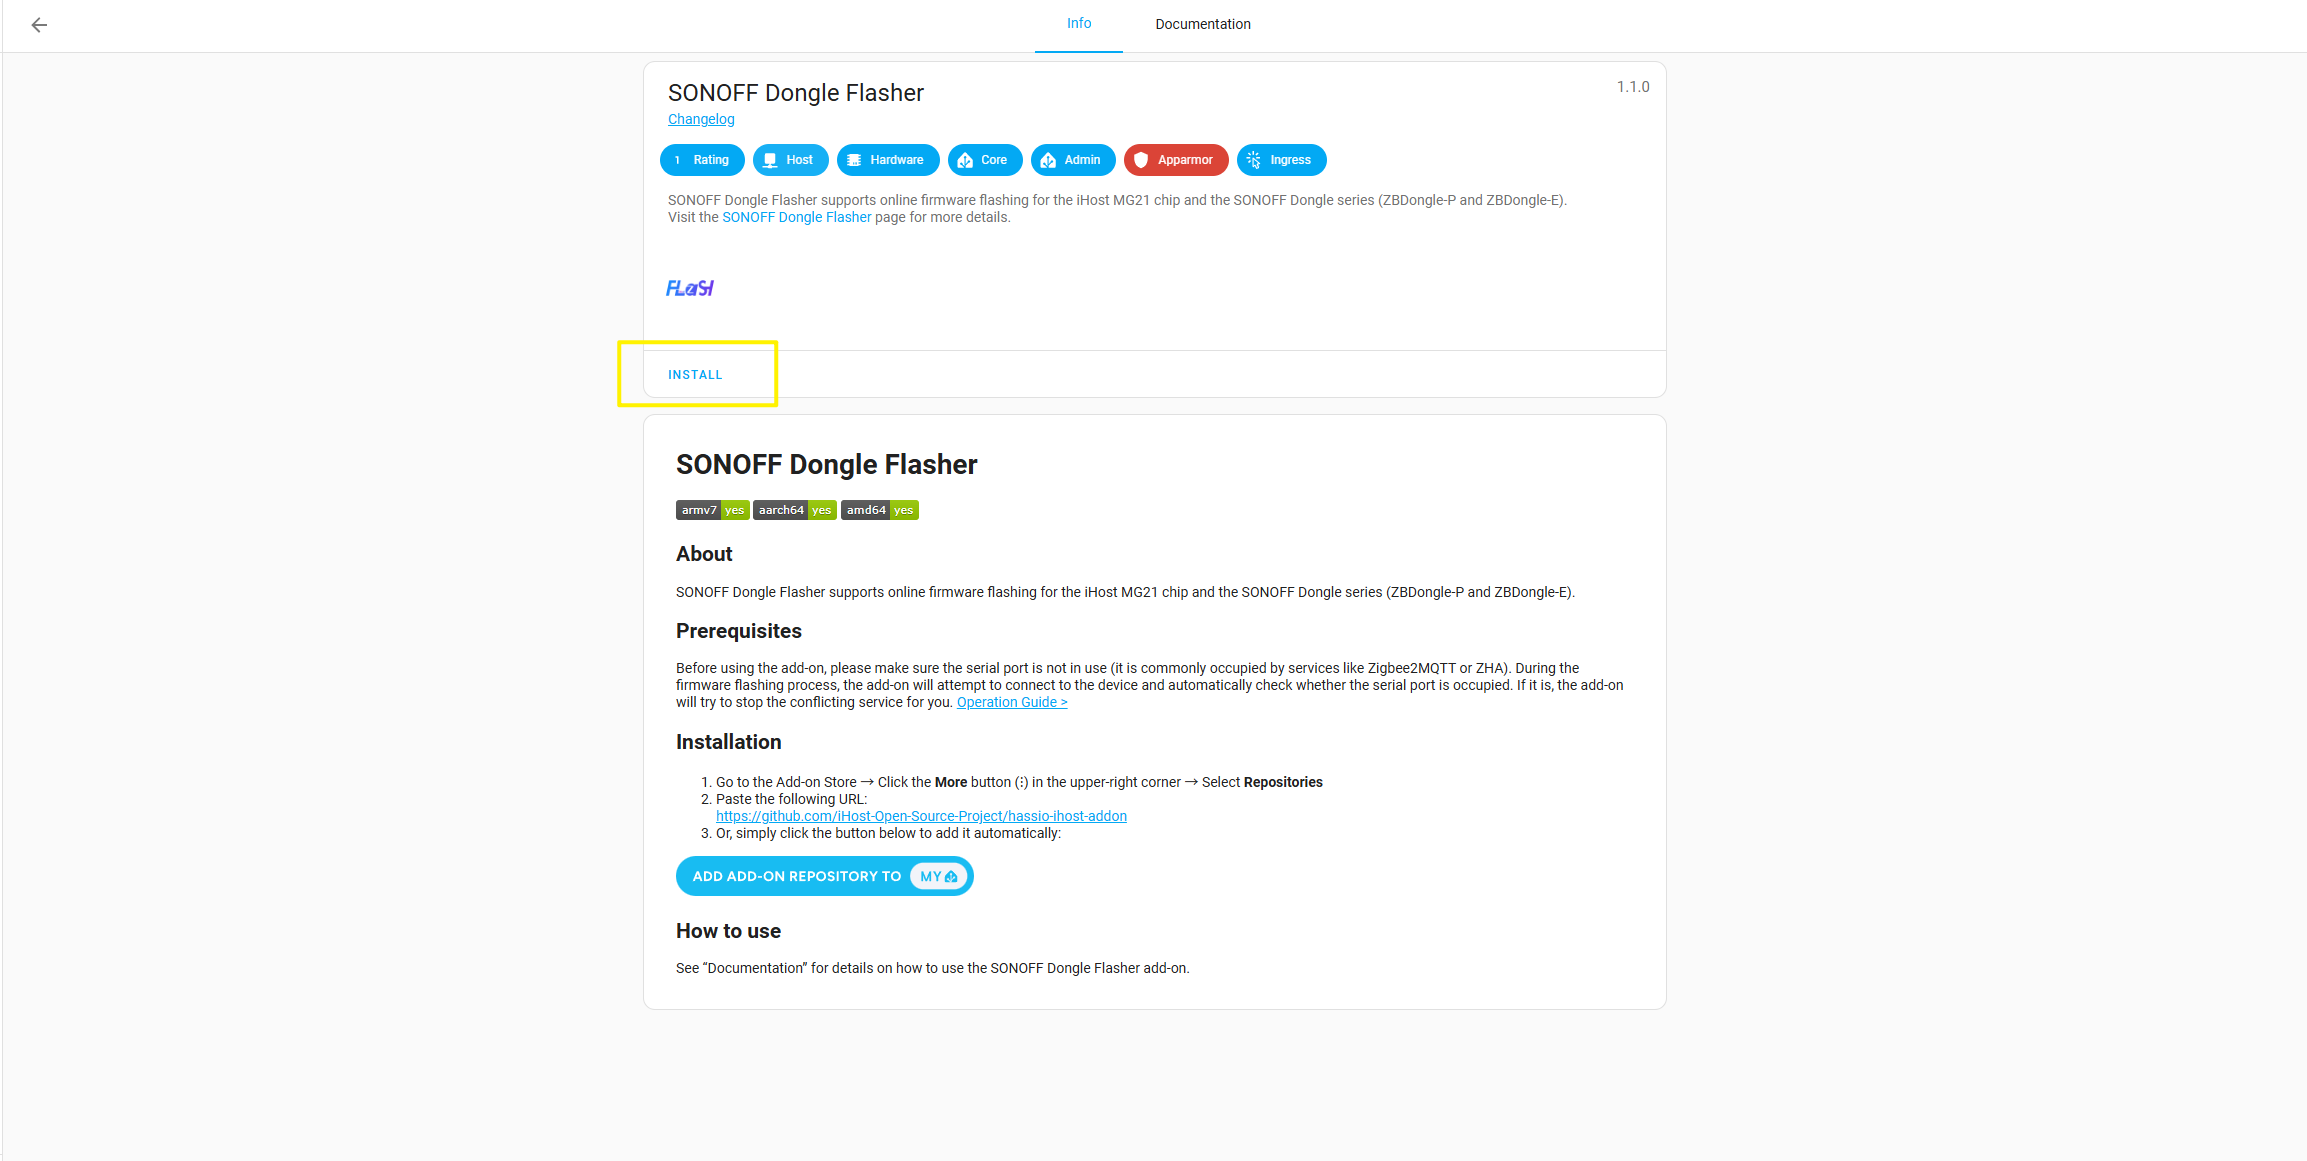 Info
Documentation
SONOFF Dongle Flasher
1.1.0
Changelog
1 Rating
Host
Hardware
Core
Admin
Apparmor
Ingress
SONOFF Dongle Flasher supports online firmware flashing for the iHost MG21 chip and the SONOFF Dongle series (ZBDongle-P and ZBDongle-E).
Visit the SONOFF Dongle Flasher page for more details.
FLaSH
INSTALL
SONOFF Dongle Flasher
armv7 yes aarch64 yes amd64 yes
About
SONOFF Dongle Flasher supports online firmware flashing for the iHost MG21 chip and the SONOFF Dongle series (ZBDongle-P and ZBDongle-E).
Prerequisites
Before using the add-on, please make sure the serial port is not in use (it is commonly occupied by services like Zigbee2MQTT or ZHA). During the
firmware flashing process, the add-on will attempt to connect to the device and automatically check whether the serial port is occupied. If it is, the add-on
will try to stop the conflicting service for you. Operation Guide >
Installation
1. Go to the Add-on Store → Click the More button (⋮) in the upper-right corner → Select Repositories
2. Paste the following URL:
https://github.com/iHost-Open-Source-Project/hassio-ihost-addon
3. Or, simply click the button below to add it automatically:
ADD ADD-ON REPOSITORY TO MY
How to use
See “Documentation” for details on how to use the SONOFF Dongle Flasher add-on.